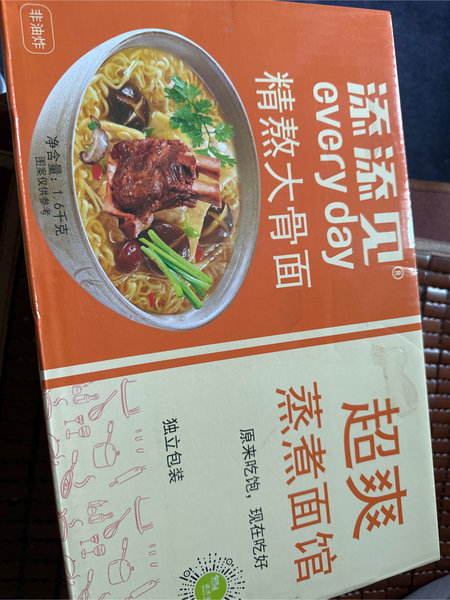 添添见®
every day
精熬大骨面
非油炸
净含量：1.6千克
图案仅供参考
超爽
蒸煮面馆
原来吃饱，现在吃好
独立包装